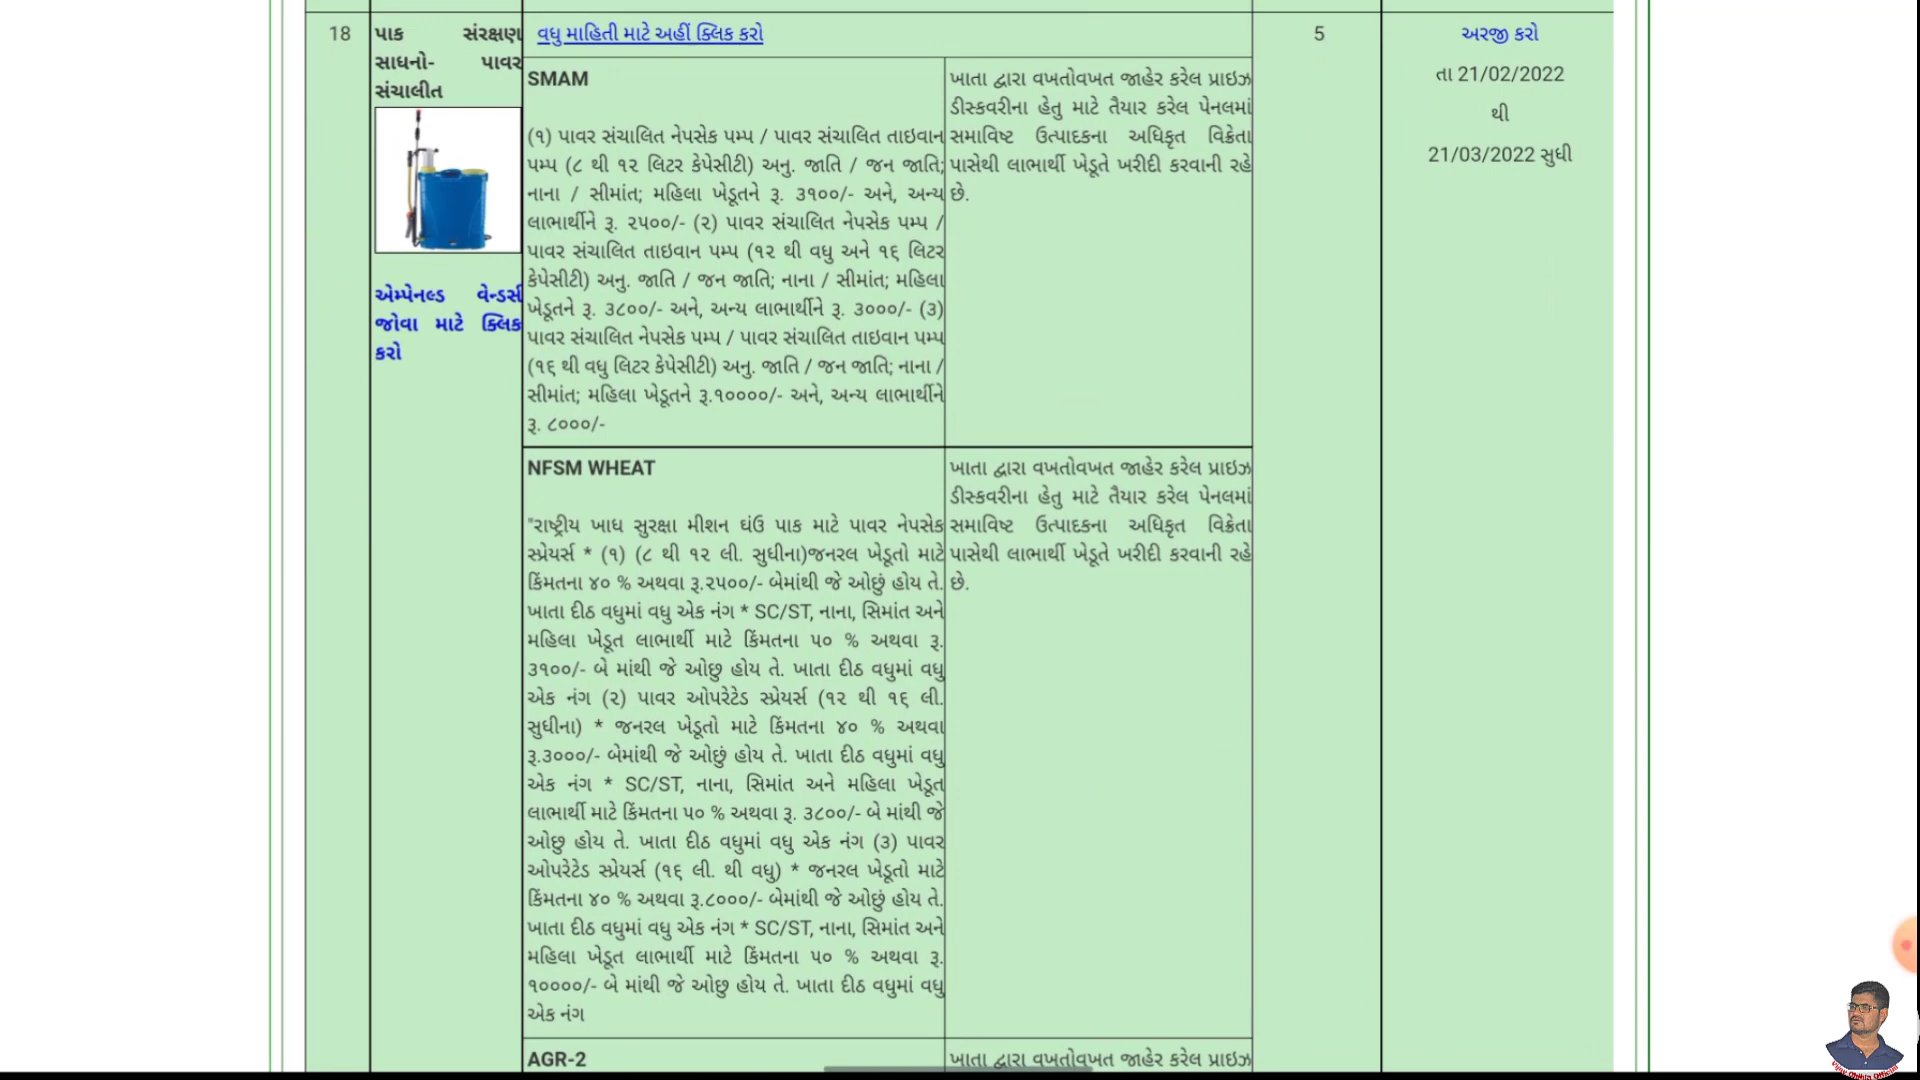 18
પાક સંરક્ષણ
સાધનો- પાવર
સંચાલીત
એમ્પેનલ્ડ વેન્ડર્સ
જોવા માટે ક્લિક
કરો
વધુ માહિતી માટે અહીં ક્લિક કરો
SMAM
(૧) પાવર સંચાલિત નેપસેક પમ્પ / પાવર સંચાલિત તાઇવાન
પમ્પ (૮ થી ૧૨ લિટર કેપેસીટી) અનુ. જાતિ / જન જાતિ;
નાના / સીમાંત; મહિલા ખેડૂતને રૂ. ૩૧૦૦/- અને, અન્ય
લાભાર્થીને રૂ. ૨૫૦૦/- (૨) પાવર સંચાલિત નેપસેક પમ્પ /
પાવર સંચાલિત તાઇવાન પમ્પ (૧૨ થી વધુ અને ૧૬ લિટર
કેપેસીટી) અનુ. જાતિ / જન જાતિ; નાના / સીમાંત; મહિલા
ખેડૂતને રૂ. ૩૮૦૦/- અને, અન્ય લાભાર્થીને રૂ. ૩૦૦૦/- (૩)
પાવર સંચાલિત નેપસેક પમ્પ / પાવર સંચાલિત તાઇવાન પમ્પ
(૧૬ થી વધુ લિટર કેપેસીટી) અનુ. જાતિ / જન જાતિ; નાના /
સીમાંત; મહિલા ખેડૂતને રૂ.૧૦૦૦૦/- અને, અન્ય લાભાર્થીને
રૂ. ૮૦૦૦/-
ખાતા દ્વારા વખતોવખત જાહેર કરેલ પ્રાઇઝ
ડીસ્કવરીના હેતુ માટે તૈયાર કરેલ પેનલમાં
સમાવિષ્ટ ઉત્પાદકના અધિકૃત વિક્રેતા
પાસેથી લાભાર્થી ખેડૂતે ખરીદી કરવાની રહે
છે.
5
અરજી કરો
તા 21/02/2022
થી
21/03/2022 સુધી
NFSM WHEAT
"રાષ્ટ્રીય ખાધ સુરક્ષા મીશન ઘંઉ પાક માટે પાવર નેપસેક
સ્પ્રેયર્સ * (૧) (૮ થી ૧૨ લી. સુધીના)જનરલ ખેડૂતો માટે
કિંમતના ૪૦ % અથવા રૂ.૨૫૦૦/- બેમાંથી જે ઓછું હોય તે.
ખાતા દીઠ વધુમાં વધુ એક નંગ * SC/ST, નાના, સિમાંત અને
મહિલા ખેડૂત લાભાર્થી માટે કિંમતના ૫૦ % અથવા રૂ.
૩૧૦૦/- બે માંથી જે ઓછુ હોય તે. ખાતા દીઠ વધુમાં વધુ
એક નંગ (૨) પાવર ઓપરેટેડ સ્પ્રેયર્સ (૧૨ થી ૧૬ લી.
સુધીના) * જનરલ ખેડૂતો માટે કિંમતના ૪૦ % અથવા
રૂ.૩૦૦૦/- બેમાંથી જે ઓછું હોય તે. ખાતા દીઠ વધુમાં વધુ
એક નંગ * SC/ST, નાના, સિમાંત અને મહિલા ખેડૂત
લાભાર્થી માટે કિંમતના ૫૦ % અથવા રૂ. ૩૮૦૦/- બે માંથી જે
ઓછુ હોય તે. ખાતા દીઠ વધુમાં વધુ એક નંગ (૩) પાવર
ઓપરેટેડ સ્પ્રેયર્સ (૧૬ લી. થી વધુ) * જનરલ ખેડૂતો માટે
કિંમતના ૪૦ % અથવા રૂ.૮૦૦૦/- બેમાંથી જે ઓછું હોય તે.
ખાતા દીઠ વધુમાં વધુ એક નંગ * SC/ST, નાના, સિમાંત અને
મહિલા ખેડૂત લાભાર્થી માટે કિંમતના ૫૦ % અથવા રૂ.
૧૦૦૦૦/- બે માંથી જે ઓછુ હોય તે. ખાતા દીઠ વધુમાં વધુ
એક નંગ
ખાતા દ્વારા વખતોવખત જાહેર કરેલ પ્રાઇઝ
ડીસ્કવરીના હેતુ માટે તૈયાર કરેલ પેનલમાં
સમાવિષ્ટ ઉત્પાદકના અધિકૃત વિક્રેતા
પાસેથી લાભાર્થી ખેડૂતે ખરીદી કરવાની રહે
છે.
AGR-2
ખાતા દ્વારા વખતોવખત જાહેર કરેલ પ્રાઇઝ